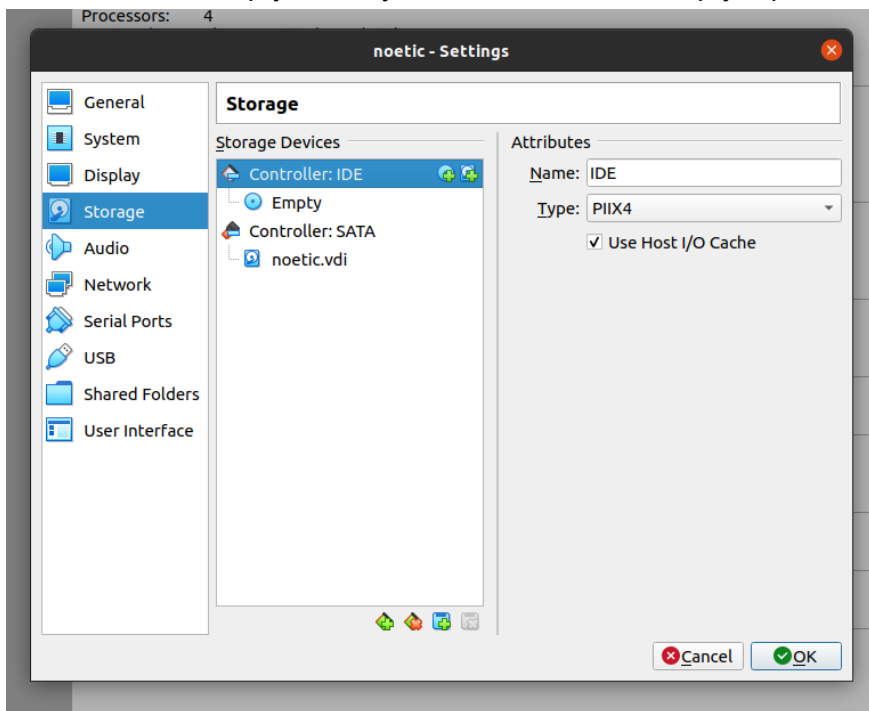 Processors: 4
noetic - Settings
General
System
Display
Storage
Audio
Network
Serial Ports
USB
Shared Folders
User Interface
Storage
Storage Devices
Controller: IDE
Empty
Controller: SATA
noetic.vdi
Attributes
Name: IDE
Type: PIIX4
Use Host I/O Cache
Cancel
OK